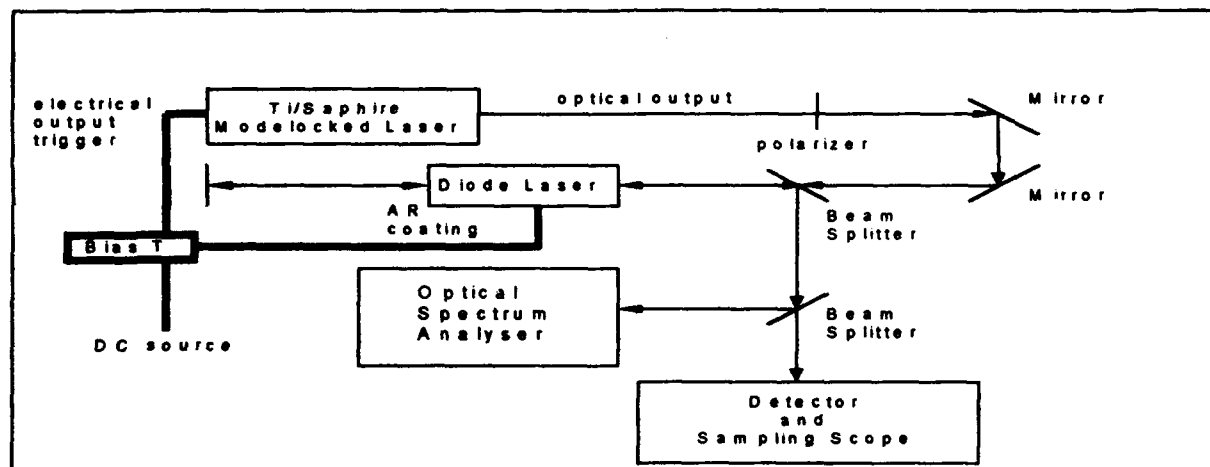 electrical
output
trigger
Ti/Saphire
Modelocked Laser
optical output
polarizer
Mirror
Mirror
Diode Laser
AR
coating
Beam
Splitter
Bias T
DC source
Optical
Spectrum
Analyser
Beam
Splitter
Detector
and
Sampling Scope